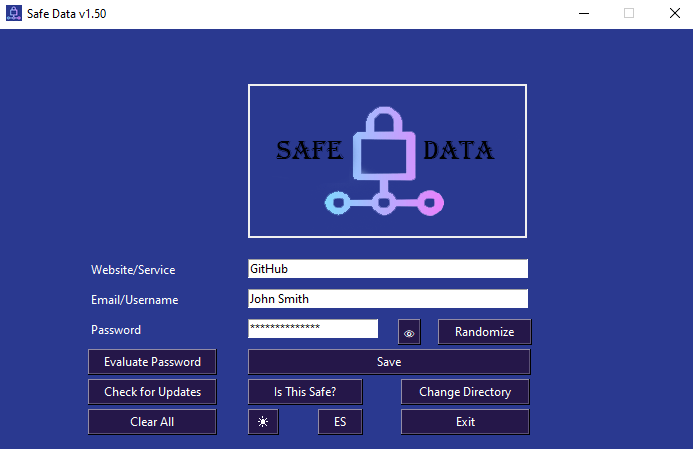 Safe Data v1.50
SAFE DATA
Website/Service GitHub
Email/Username John Smith
Password ************** Randomize
Evaluate Password Save
Check for Updates Is This Safe? Change Directory
Clear All ES Exit